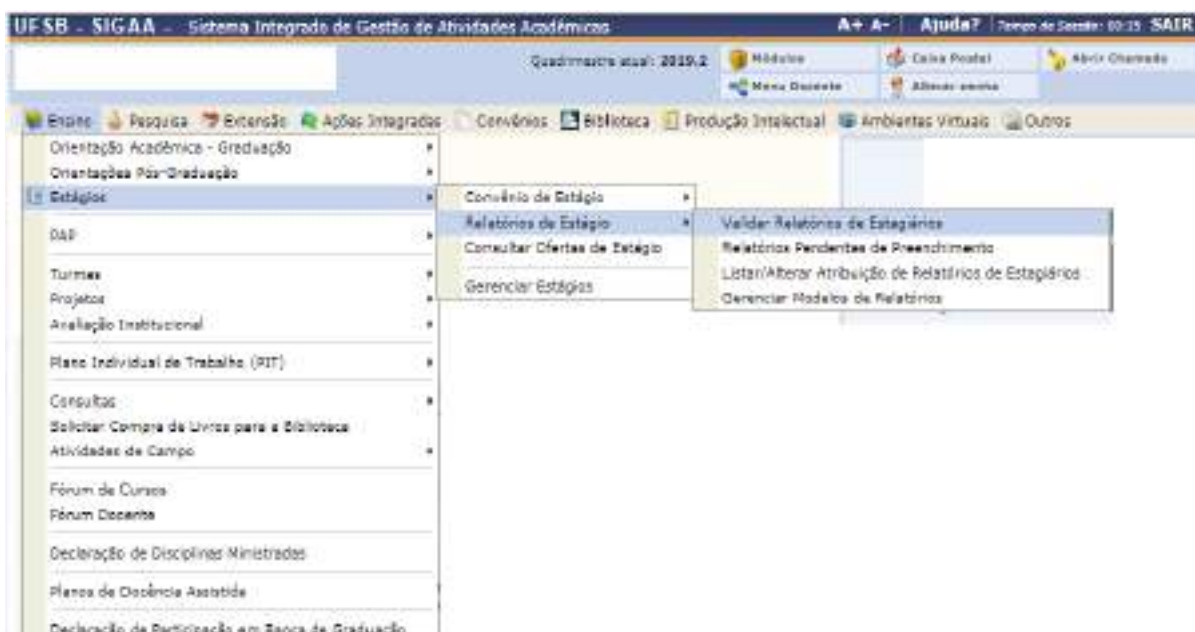 UFSB - SIGAA - Sistema Integrado de Gestão de Atividades Acadêmicas A+ A- Ajuda? Tempo de Sessão: 00:15 SAIR
Quadrimestre atual: 2019.2 Módulos Caixa Postal Abrir Chamado
Menu Docente Alterar senha
Ensino Pesquisa Extensão Ações Integradas Convênios Biblioteca Produção Intelectual Ambientes Virtuais Outros
Orientação Acadêmica - Graduação
Orientações Pós-Graduação
Estágios
Convênio de Estágio
Relatórios de Estágio
Consultar Ofertas de Estágio
Gerenciar Estágios
Validar Relatórios de Estagiários
Relatórios Pendentes de Preenchimento
Listar/Alterar Atribuição de Relatórios de Estagiários
Gerenciar Modelos de Relatórios
DAP
Turmas
Projetos
Avaliação Institucional
Plano Individual de Trabalho (PIT)
Consultas
Solicitar Compra de Livros para a Biblioteca
Atividades de Campo
Fórum de Cursos
Fórum Docente
Declaração de Disciplinas Ministradas
Planos de Docência Assistida
Declaração de Participação em Banca de Graduação